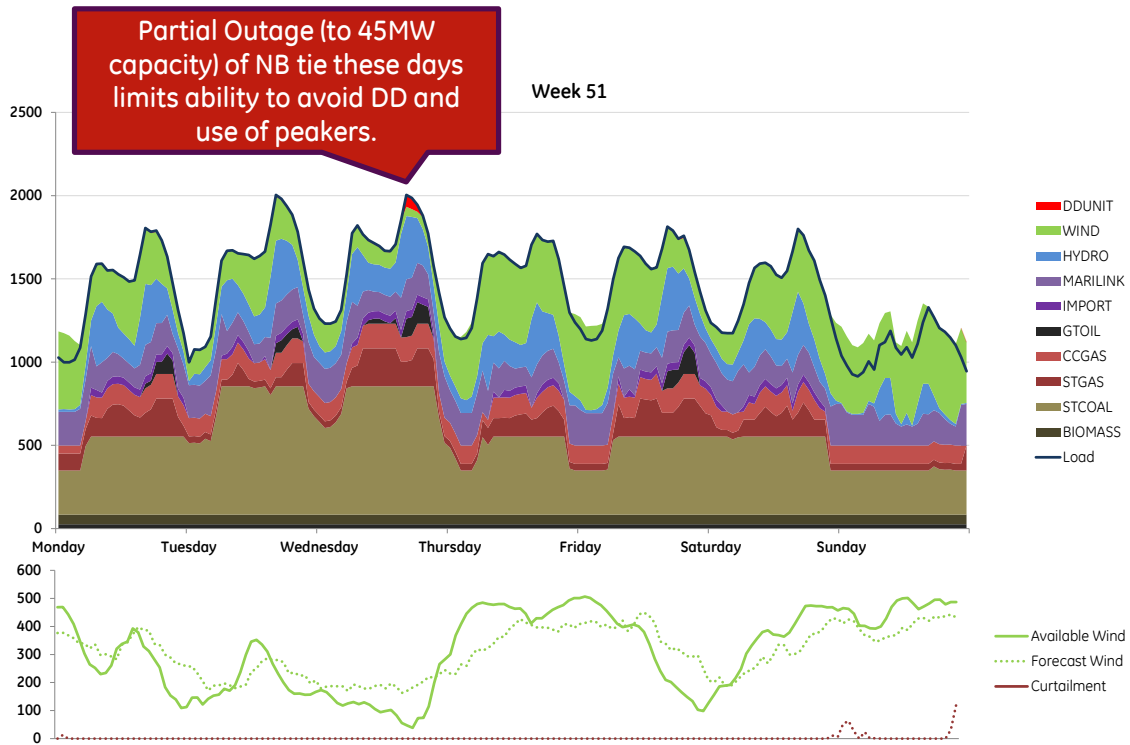 Partial Outage (to 45MW
capacity) of NB tie these days
limits ability to avoid DD and
use of peakers.
Week 51
2500
2000
1500
1000
500
0
Monday
Tuesday
Wednesday
Thursday
Friday
Saturday
Sunday
DDUNIT
WIND
HYDRO
MARILINK
IMPORT
GTOIL
CCGAS
STGAS
STCOAL
BIOMASS
Load
600
500
400
300
200
100
0
Available Wind
Forecast Wind
Curtailment